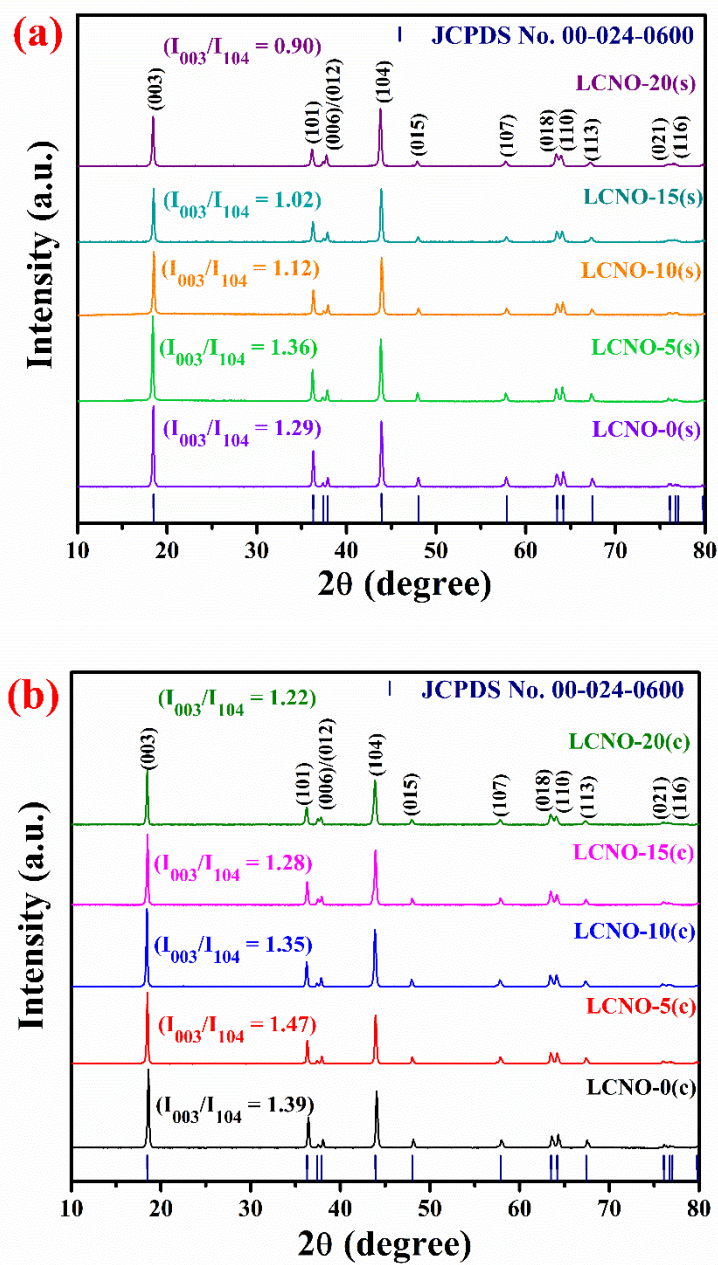 (a)
JCPDS No. 00-024-0600
(I003/I104 = 0.90)
LCNO-20(s)
(003)
(101)
(006)/(012)
(104)
(015)
(107)
(018)
(110)
(113)
(021)
(116)
(I003/I104 = 1.02)
LCNO-15(s)
(I003/I104 = 1.12)
LCNO-10(s)
(I003/I104 = 1.36)
LCNO-5(s)
(I003/I104 = 1.29)
LCNO-0(s)
Intensity (a.u.)
10 20 30 40 50 60 70 80
2θ (degree)
(b)
JCPDS No. 00-024-0600
(I003/I104 = 1.22)
LCNO-20(c)
(003)
(101)
(006)/(012)
(104)
(015)
(107)
(018)
(110)
(113)
(021)
(116)
(I003/I104 = 1.28)
LCNO-15(c)
(I003/I104 = 1.35)
LCNO-10(c)
(I003/I104 = 1.47)
LCNO-5(c)
(I003/I104 = 1.39)
LCNO-0(c)
Intensity (a.u.)
10 20 30 40 50 60 70 80
2θ (degree)